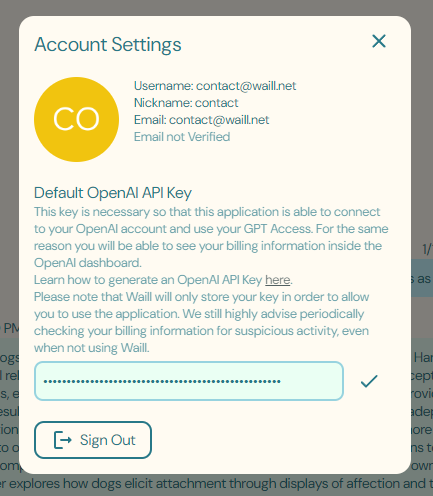 Account Settings
CO
Username: contact@waill.net
Nickname: contact
Email: contact@waill.net
Email not Verified
Default OpenAI API Key
This key is necessary so that this application is able to connect
to your OpenAI account and use your GPT Access. For the same
reason you will be able to see your billing information inside the
OpenAI dashboard.
Learn how to generate an OpenAI API Key here.
Please note that Waill will only store your key in order to allow
you to use the application. We still highly advise periodically
checking your billing information for suspicious activity, even
when not using Waill.
Sign Out
1/
s as
PM
ogs
Har
to o
er explores how dogs elicit attachment through displays of affection and t